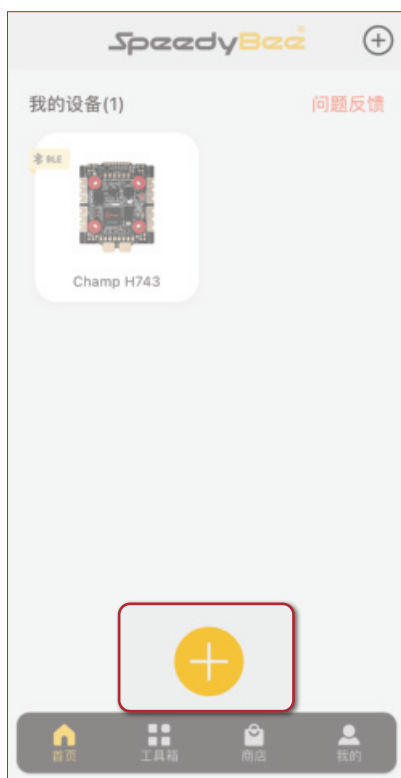 SpeedyBee
我的设备(1)
问题反馈
BLE
Champ H743
首页
工具箱
商店
我的